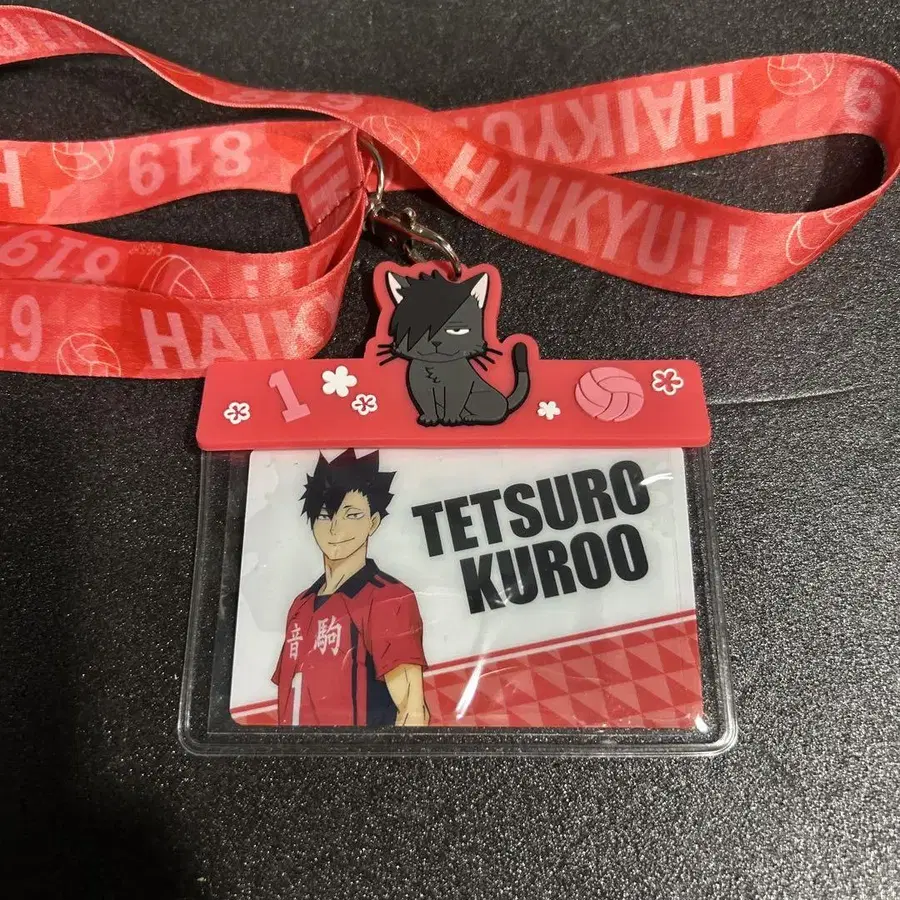 HAIKYU!!
HAIKYU!!
819
819
HAIKYU
1
TETSURO
KUROO
音駒
1